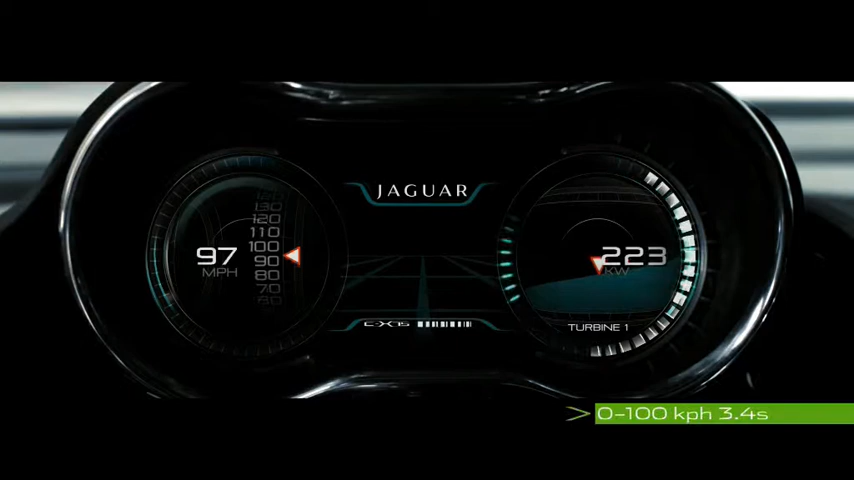 JAGUAR
130
120
110
100
90
80
70
60
97
MPH
223
KW
TURBINE 1
C-X75
0-100 kph 3.4s